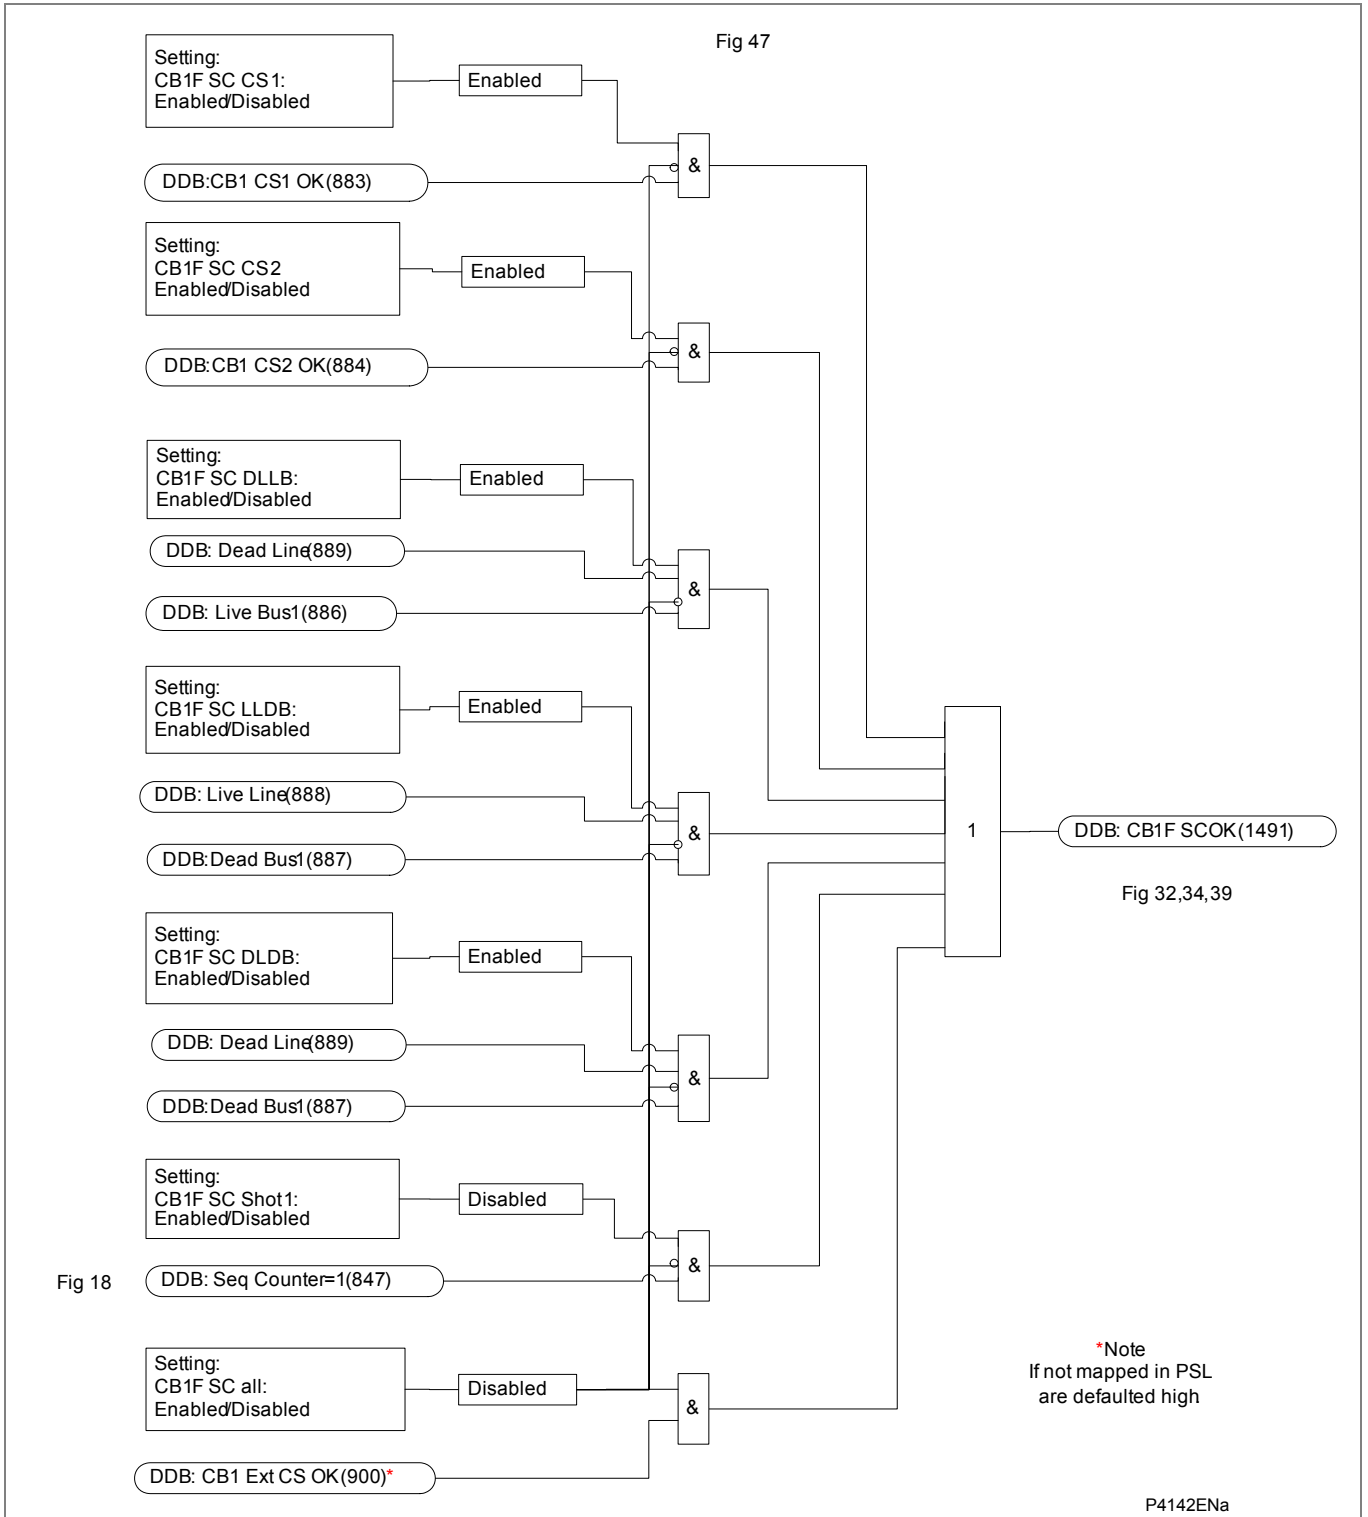 Fig 47
Setting:
CB1F SC CS1:
Enabled/Disabled
Enabled
&
DDB:CB1 CS1 OK(883)
Setting:
CB1F SC CS2
Enabled/Disabled
Enabled
&
DDB:CB1 CS2 OK(884)
Setting:
CB1F SC DLLB:
Enabled/Disabled
Enabled
DDB: Dead Line(889)
&
DDB: Live Bus1(886)
Setting:
CB1F SC LLDB:
Enabled/Disabled
Enabled
DDB: Live Line(888)
&
1
DDB: CB1F SCOK(1491)
DDB:Dead Bus1(887)
Fig 32,34,39
Setting:
CB1F SC DLDB:
Enabled/Disabled
Enabled
DDB: Dead Line(889)
&
DDB:Dead Bus1(887)
Setting:
CB1F SC Shot1:
Enabled/Disabled
Disabled
&
Fig 18
DDB: Seq Counter=1(847)
Setting:
CB1F SC all:
Enabled/Disabled
Disabled
&
*Note
If not mapped in PSL
are defaulted high
DDB: CB1 Ext CS OK(900)*
P4142ENa